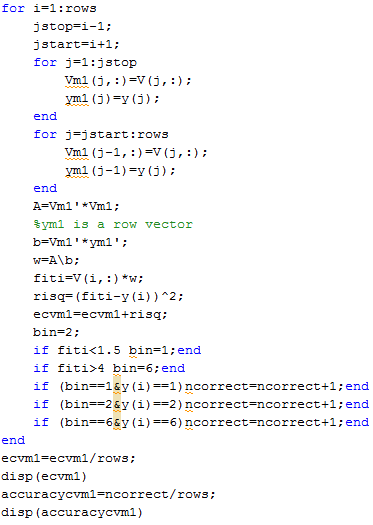 for i=1:rows
jstop=i-1;
jstart=i+1;
for j=1:jstop
Vm1(j,:)=V(j,:);
ym1(j)=y(j);
end
for j=jstart:rows
Vm1(j-1,:)=V(j,:);
ym1(j-1)=y(j);
end
A=Vm1'*Vm1;
%ym1 is a row vector
b=Vm1'*ym1';
w=A\b;
fiti=V(i,:)*w;
risq=(fiti-y(i))^2;
ecvm1=ecvm1+risq;
bin=2;
if fiti<1.5 bin=1;end
if fiti>4 bin=6;end
if (bin==1&y(i)==1)ncorrect=ncorrect+1;end
if (bin==2&y(i)==2)ncorrect=ncorrect+1;end
if (bin==6&y(i)==6)ncorrect=ncorrect+1;end
end
ecvm1=ecvm1/rows;
disp(ecvm1)
accuracycvm1=ncorrect/rows;
disp(accuracycvm1)